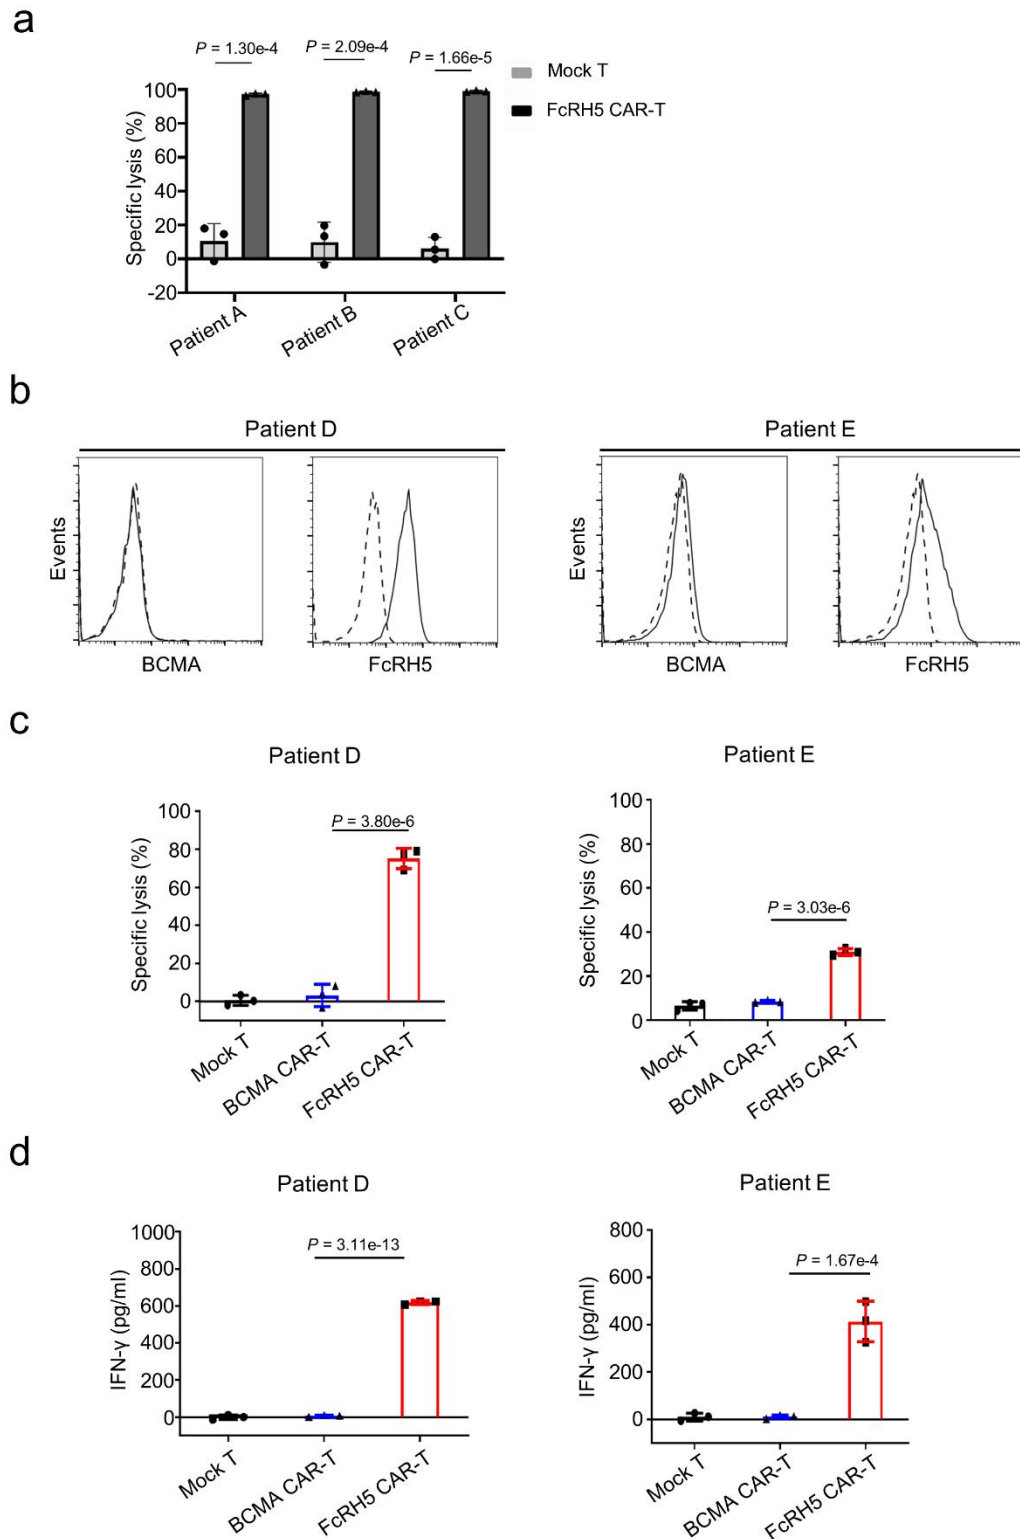 a
P = 1.30e-4
P = 2.09e-4
P = 1.66e-5
Mock T
FcRH5 CAR-T
Specific lysis (%)
100
80
60
40
20
0
-20
Patient A
Patient B
Patient C
b
Patient D
Patient E
Events
BCMA
FcRH5
Events
BCMA
FcRH5
c
Patient D
Specific lysis (%)
100
80
60
40
20
0
P = 3.80e-6
Mock T
BCMA CAR-T
FcRH5 CAR-T
Patient E
Specific lysis (%)
100
80
60
40
20
0
P = 3.03e-6
Mock T
BCMA CAR-T
FcRH5 CAR-T
d
Patient D
IFN-γ (pg/ml)
1000
800
600
400
200
0
P = 3.11e-13
Mock T
BCMA CAR-T
FcRH5 CAR-T
Patient E
IFN-γ (pg/ml)
800
600
400
200
0
P = 1.67e-4
Mock T
BCMA CAR-T
FcRH5 CAR-T